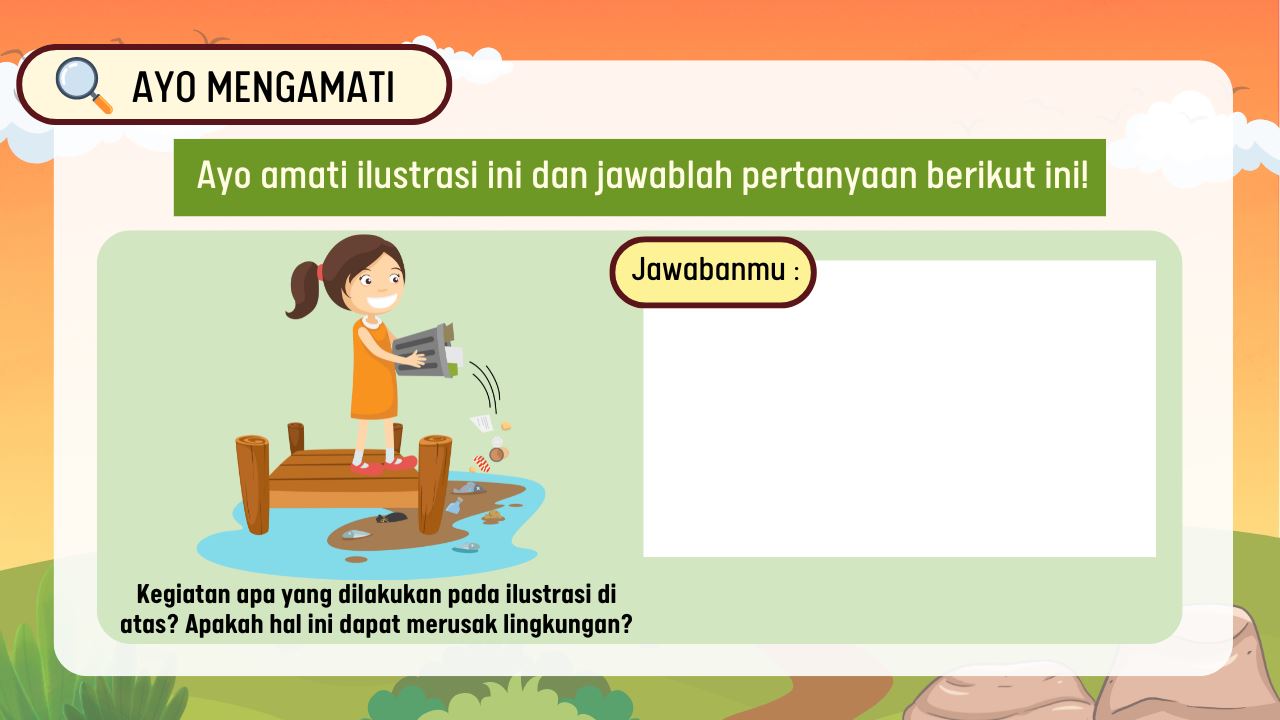 AYO MENGAMATI
Ayo amati ilustrasi ini dan jawablah pertanyaan berikut ini!
Jawabanmu :
Kegiatan apa yang dilakukan pada ilustrasi di
atas? Apakah hal ini dapat merusak lingkungan?